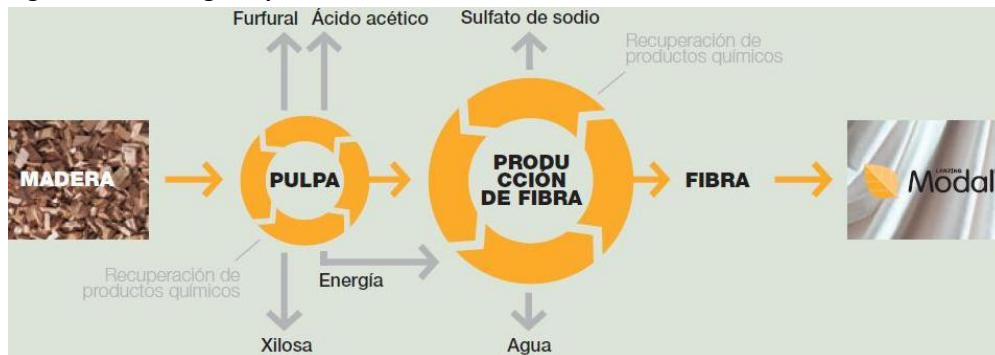 Furfural
Ácido acético
Sulfato de sodio
Recuperación de
productos químicos
MADERA
PULPA
PRODU
CCIÓN
DE FIBRA
FIBRA
LENZING
Modal
Recuperación de
productos químicos
Energía
Xilosa
Agua